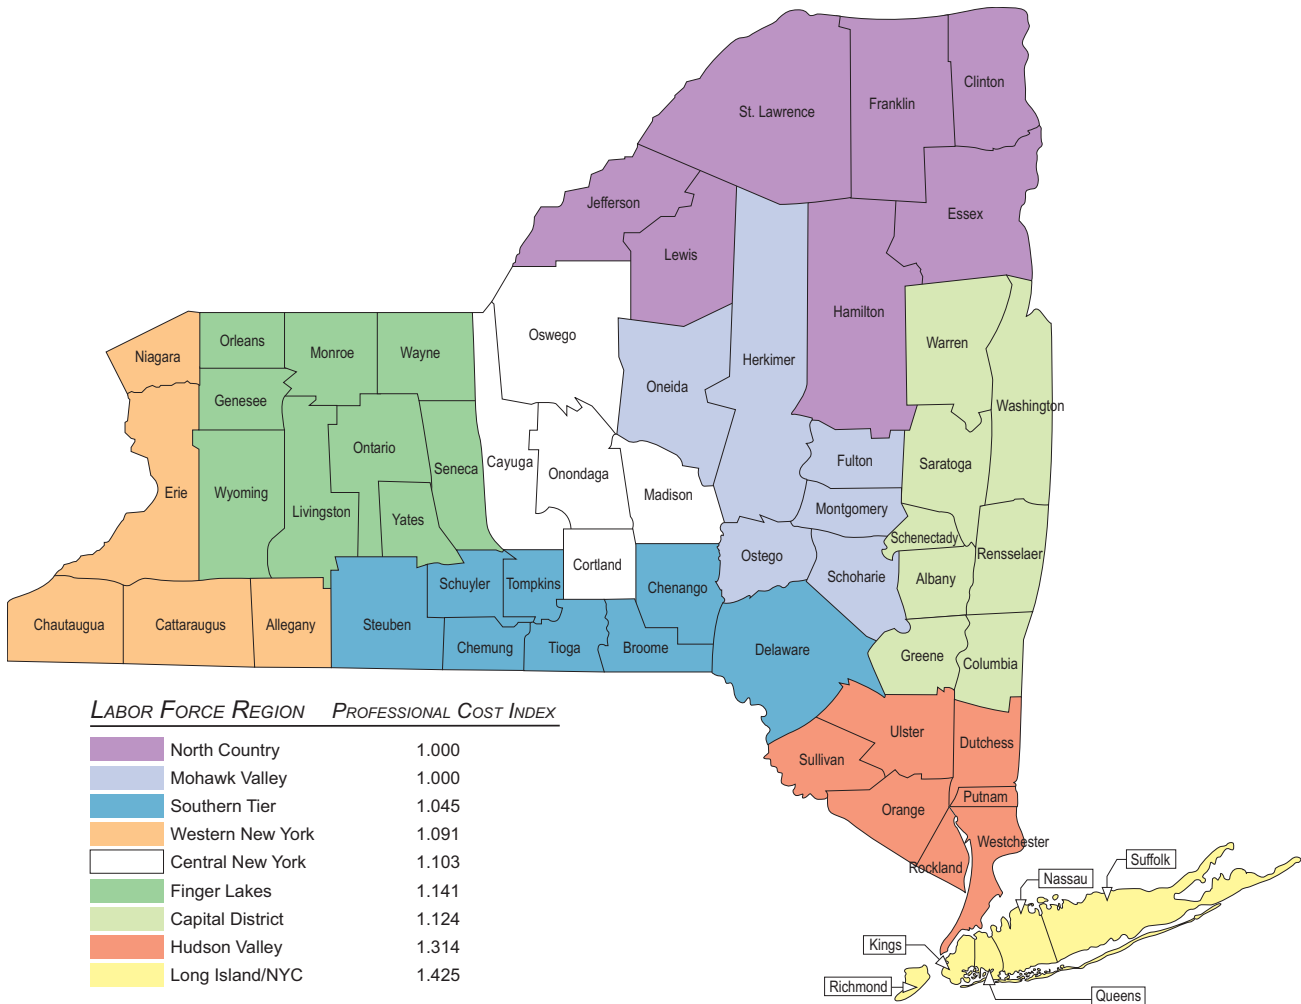 Clinton
Franklin
St. Lawrence
Jefferson
Essex
Lewis
Hamilton
Oswego
Orleans
Monroe
Wayne
Niagara
Warren
Herkimer
Oneida
Genesee
Washington
Ontario
Fulton
Saratoga
Cayuga
Seneca
Onondaga
Erie
Wyoming
Madison
Livingston
Montgomery
Yates
Schenectady
Ostego
Rensselaer
Cortland
Schoharie
Albany
Schuyler
Tompkins
Chenango
Chautaugua
Cattaraugus
Allegany
Steuben
Chemung
Tioga
Broome
Delaware
Greene
Columbia
LABOR FORCE REGION PROFESSIONAL COST INDEX
North Country 1.000
Mohawk Valley 1.000
Southern Tier 1.045
Western New York 1.091
Central New York 1.103
Finger Lakes 1.141
Capital District 1.124
Hudson Valley 1.314
Long Island/NYC 1.425
Ulster
Dutchess
Sullivan
Putnam
Orange
Westchester
Rockland
Suffolk
Nassau
Kings
Richmond
Queens